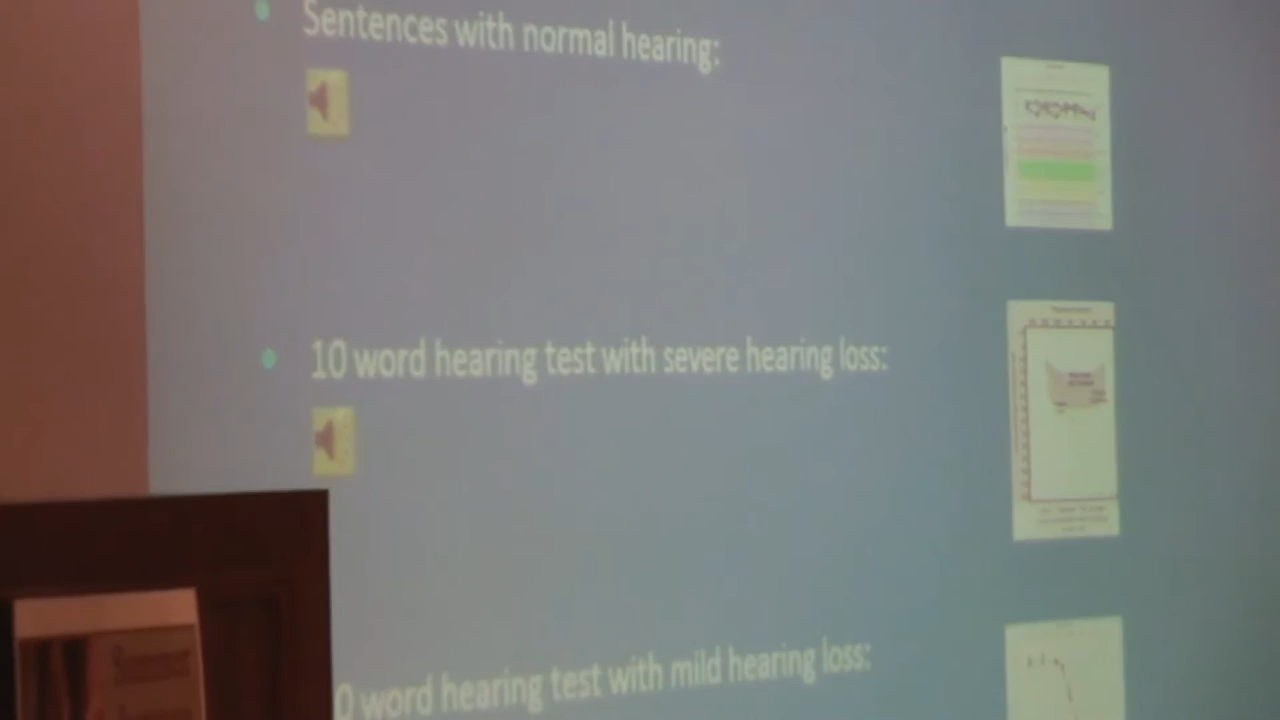 Sentences with normal hearing:
10 word hearing test with severe hearing loss:
0 word hearing test with mild hearing loss: